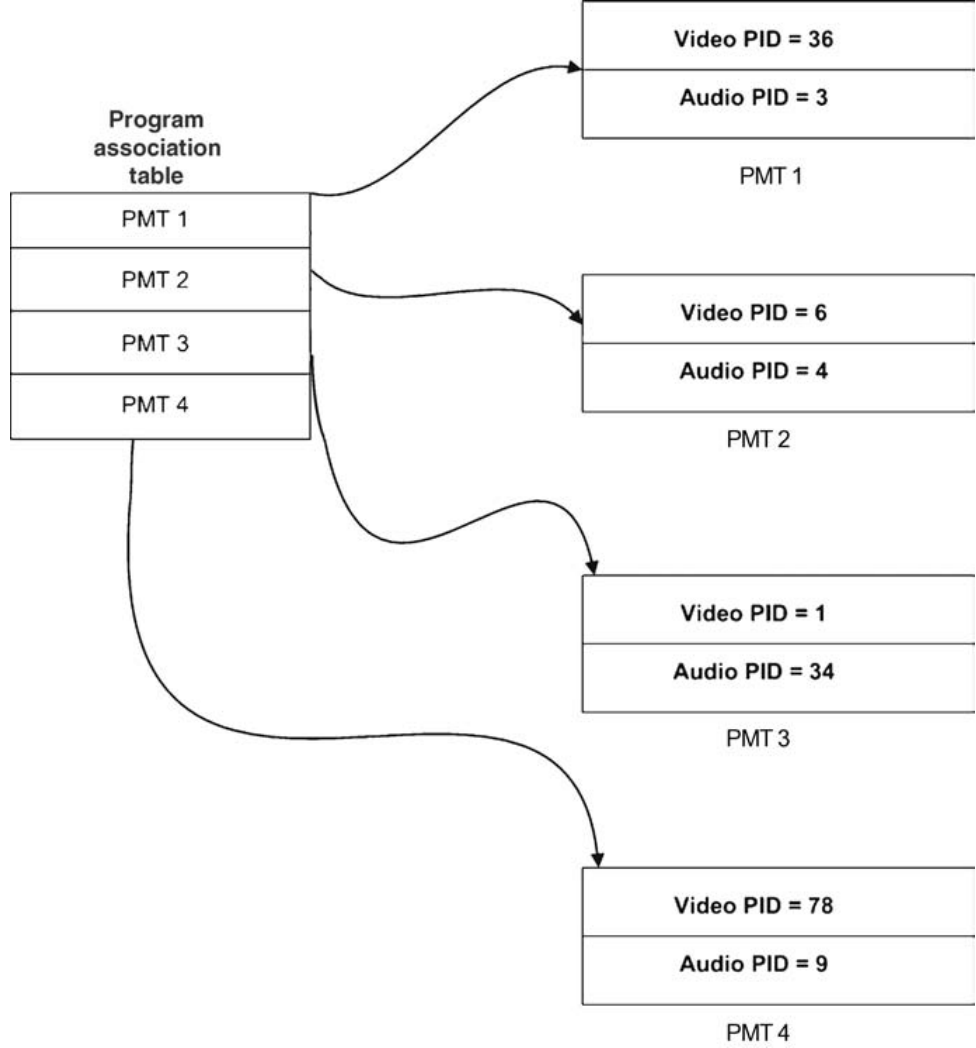 Program
association
table
PMT 1
PMT 2
PMT 3
PMT 4
Video PID = 36
Audio PID = 3
PMT 1
Video PID = 6
Audio PID = 4
PMT 2
Video PID = 1
Audio PID = 34
PMT 3
Video PID = 78
Audio PID = 9
PMT 4